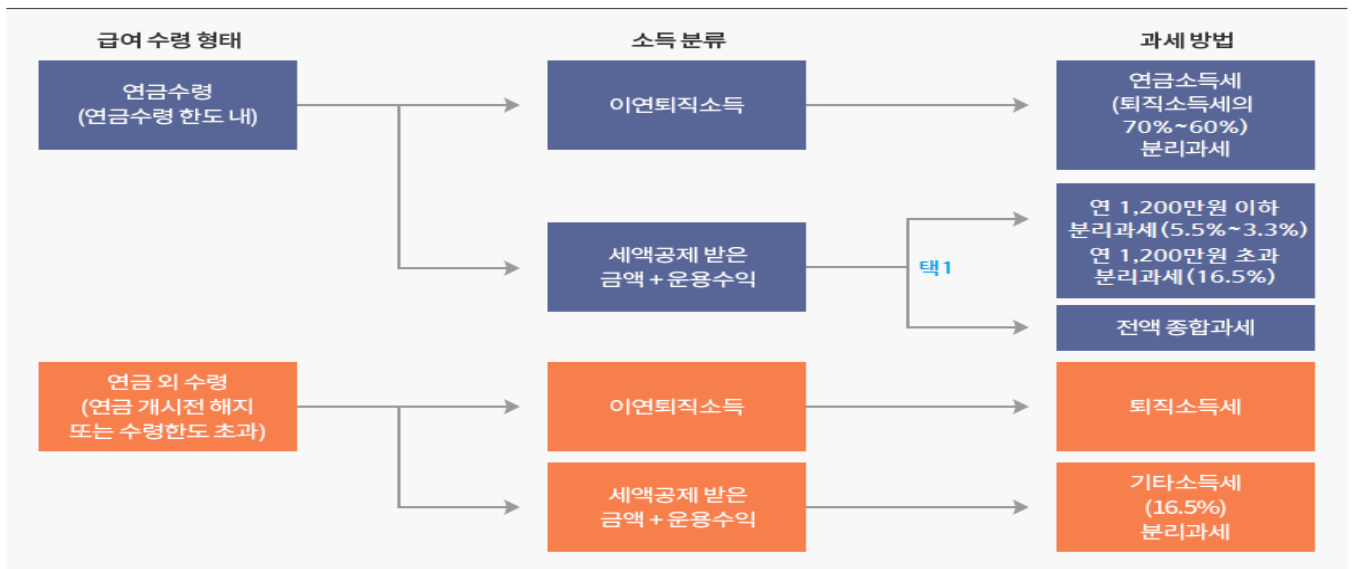 급여 수령 형태
소득 분류
과세 방법
연금수령
(연금수령 한도 내)
이연퇴직소득
연금소득세
(퇴직소득세의
70%~60%)
분리과세
세액공제 받은
금액 + 운용수익
택1
연 1,200만원 이하
분리과세(5.5%~3.3%)
연 1,200만원 초과
분리과세(16.5%)
전액 종합과세
연금 외 수령
(연금 개시전 해지
또는 수령한도 초과)
이연퇴직소득
퇴직소득세
세액공제 받은
금액 + 운용수익
기타소득세
(16.5%)
분리과세